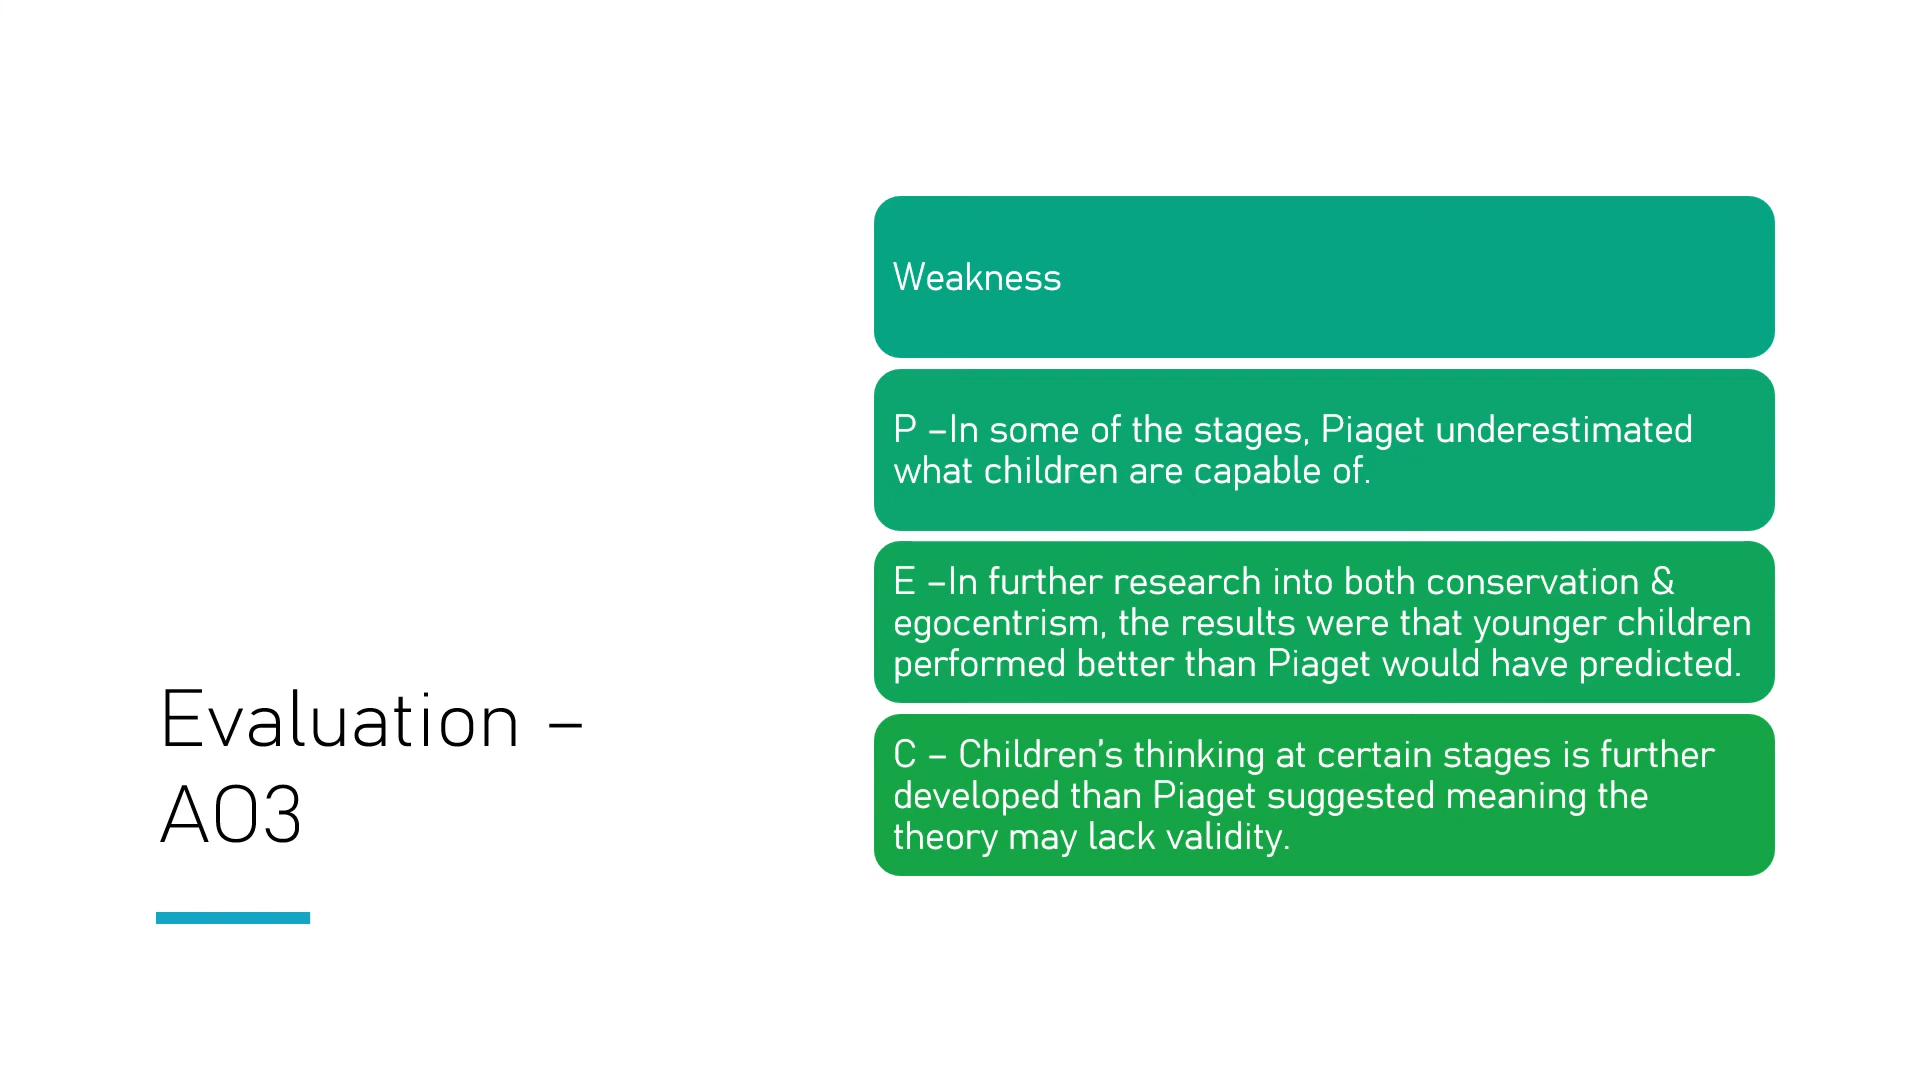 Evaluation –
AO3
Weakness
P –In some of the stages, Piaget underestimated
what children are capable of.
E –In further research into both conservation &
egocentrism, the results were that younger children
performed better than Piaget would have predicted.
C – Children’s thinking at certain stages is further
developed than Piaget suggested meaning the
theory may lack validity.